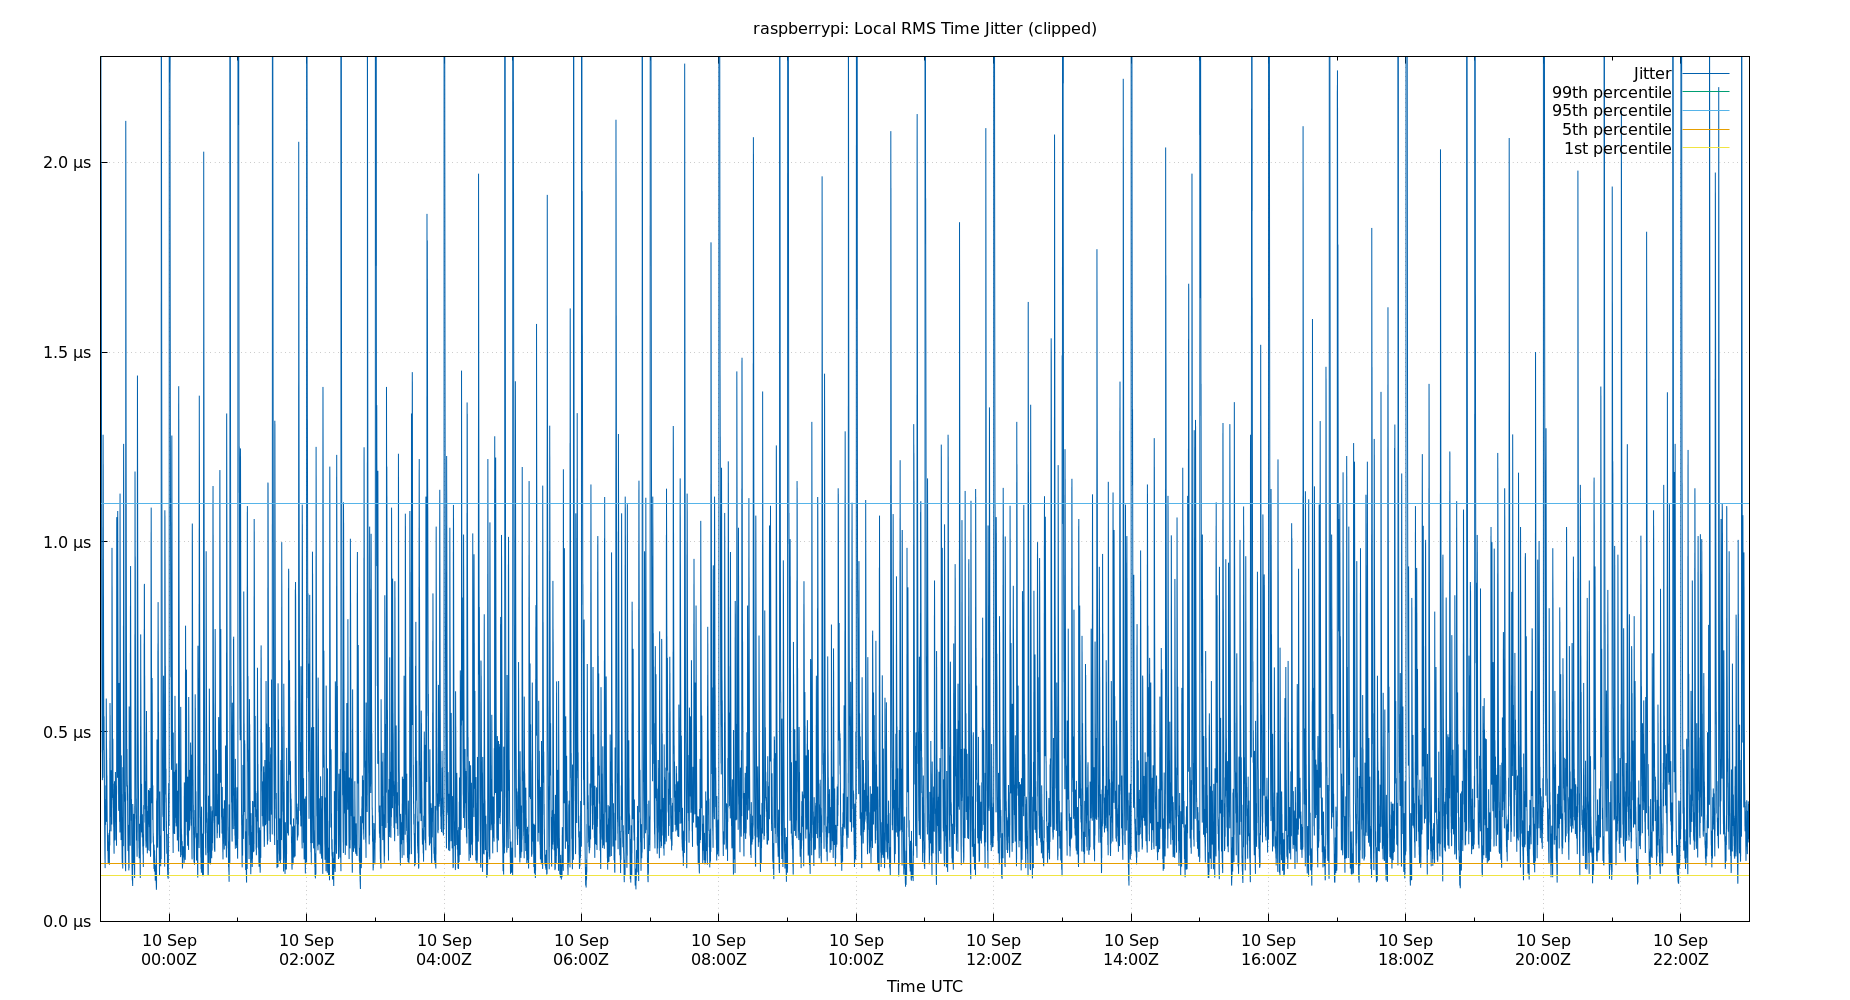 raspberrypi: Local RMS Time Jitter (clipped)
Jitter
99th percentile
95th percentile
5th percentile
1st percentile
2.0 µs
1.5 µs
1.0 µs
0.5 µs
0.0 µs
10 Sep 10 Sep 10 Sep 10 Sep 10 Sep 10 Sep 10 Sep 10 Sep 10 Sep 10 Sep 10 Sep 10 Sep
00:00Z 02:00Z 04:00Z 06:00Z 08:00Z 10:00Z 12:00Z 14:00Z 16:00Z 18:00Z 20:00Z 22:00Z
Time UTC